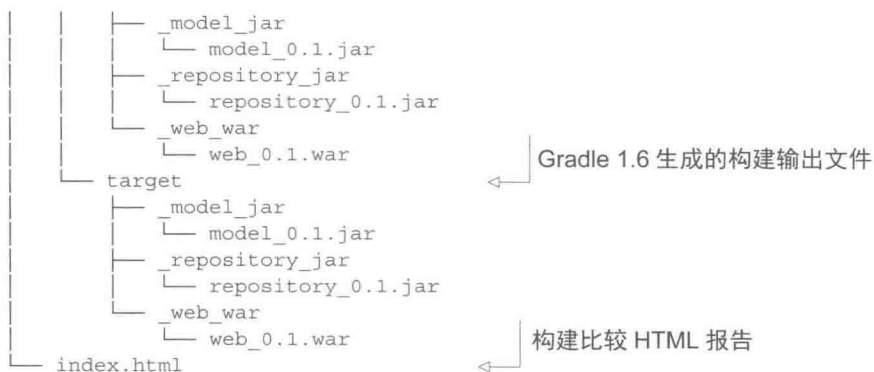 _model_jar
model_0.1.jar
_repository_jar
repository_0.1.jar
_web_war
web_0.1.war
target
Gradle 1.6 生成的构建输出文件
_model_jar
model_0.1.jar
_repository_jar
repository_0.1.jar
_web_war
web_0.1.war
index.html
构建比较 HTML 报告